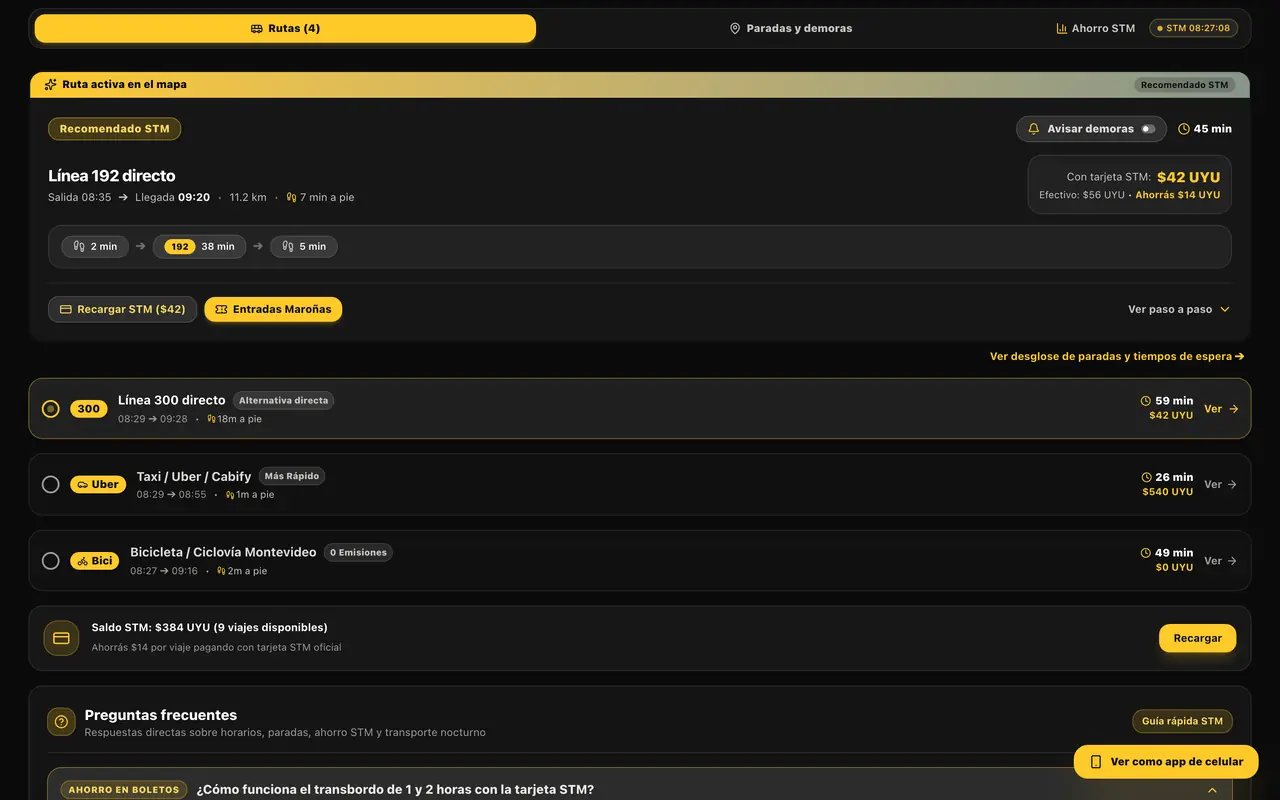 Rutas (4)
Paradas y demoras
Ahorro STM
STM 08:27:08
Ruta activa en el mapa
Recomendado STM
Recomendado STM
Avisar demoras
45 min
Línea 192 directo
Salida 08:35 → Llegada 09:20 · 11.2 km · 7 min a pie
Con tarjeta STM: $42 UYU
Efectivo: $56 UYU • Ahorrás $14 UYU
2 min → 192 38 min → 5 min
Recargar STM ($42)
Entradas Maroñas
Ver paso a paso
Ver desglose de paradas y tiempos de espera →
300
Línea 300 directo
Alternativa directa
08:29 → 09:28 • 18m a pie
59 min
$42 UYU
Ver →
Uber
Taxi / Uber / Cabify
Más Rápido
08:29 → 08:55 • 1m a pie
26 min
$540 UYU
Ver →
Bici
Bicicleta / Ciclovía Montevideo
0 Emisiones
08:27 → 09:16 • 2m a pie
49 min
$0 UYU
Ver →
Saldo STM: $384 UYU (9 viajes disponibles)
Ahorrás $14 por viaje pagando con tarjeta STM oficial
Recargar
Preguntas frecuentes
Respuestas directas sobre horarios, paradas, ahorro STM y transporte nocturno
Guía rápida STM
Ver como app de celular
AHORRO EN BOLETOS
¿Cómo funciona el transbordo de 1 y 2 horas con la tarjeta STM?